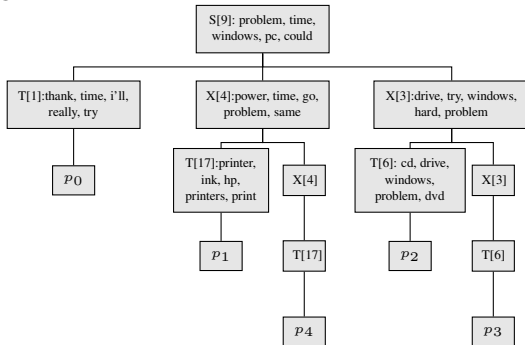 S[9]: problem, time,
windows, pc, could
T[1]:thank, time, i'll,
really, try
X[4]:power, time, go,
problem, same
X[3]:drive, try, windows,
hard, problem
p0
T[17]:printer,
ink, hp,
printers, print
X[4]
T[6]: cd, drive,
windows,
problem, dvd
X[3]
p1
T[17]
p2
T[6]
p4
p3